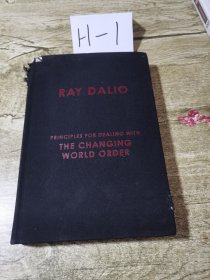 H-1
RAY DALIO
PRINCIPLES FOR DEALING WITH
THE CHANGING
WORLD ORDER